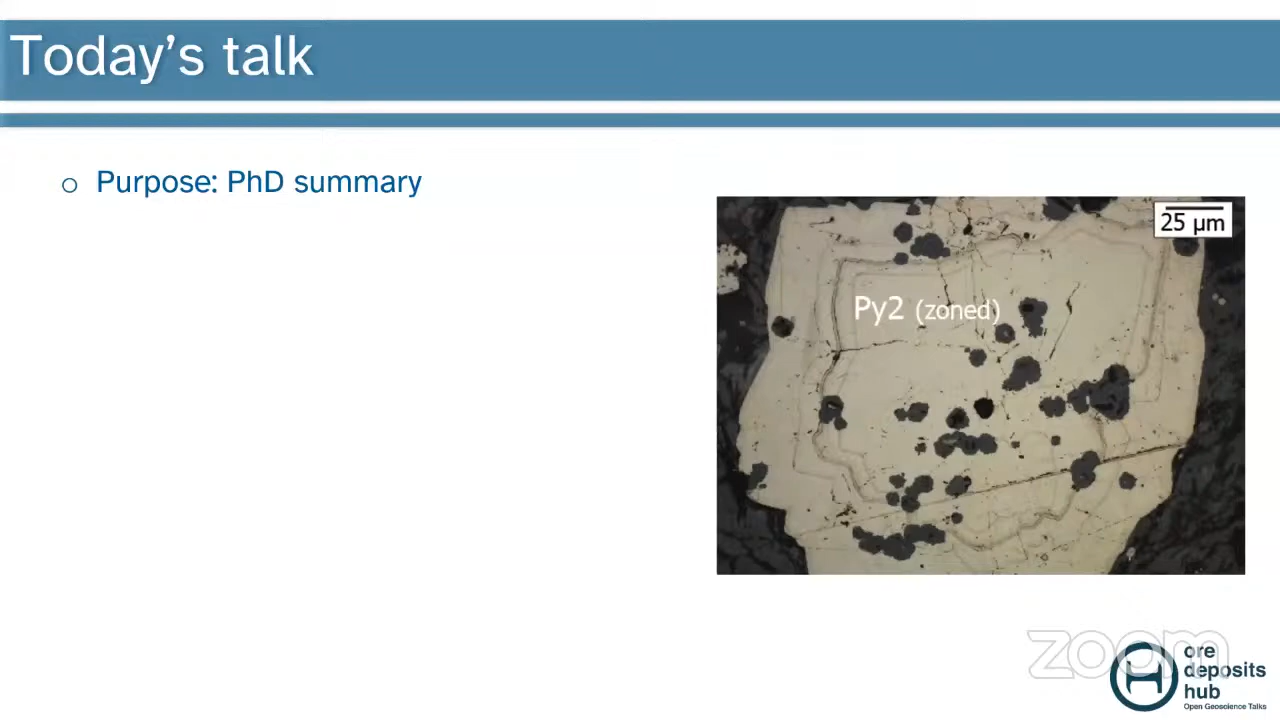 Today's talk
o Purpose: PhD summary
25 µm
Py2 (zoned)
zoom
ore
deposits
hub
Open Geoscience Talks